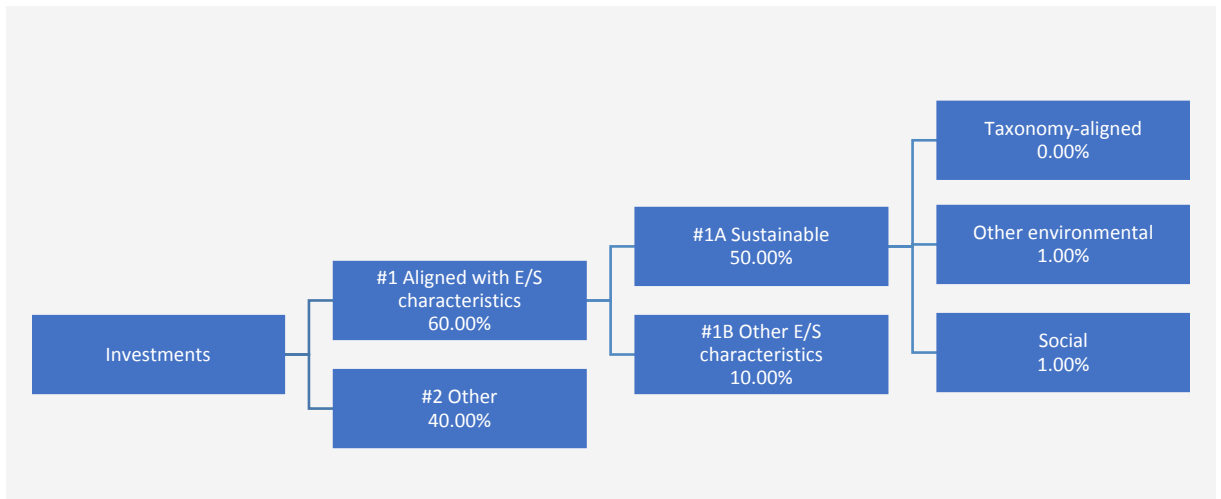 Investments
#1 Aligned with E/S
characteristics
60.00%
#2 Other
40.00%
#1A Sustainable
50.00%
#1B Other E/S
characteristics
10.00%
Taxonomy-aligned
0.00%
Other environmental
1.00%
Social
1.00%